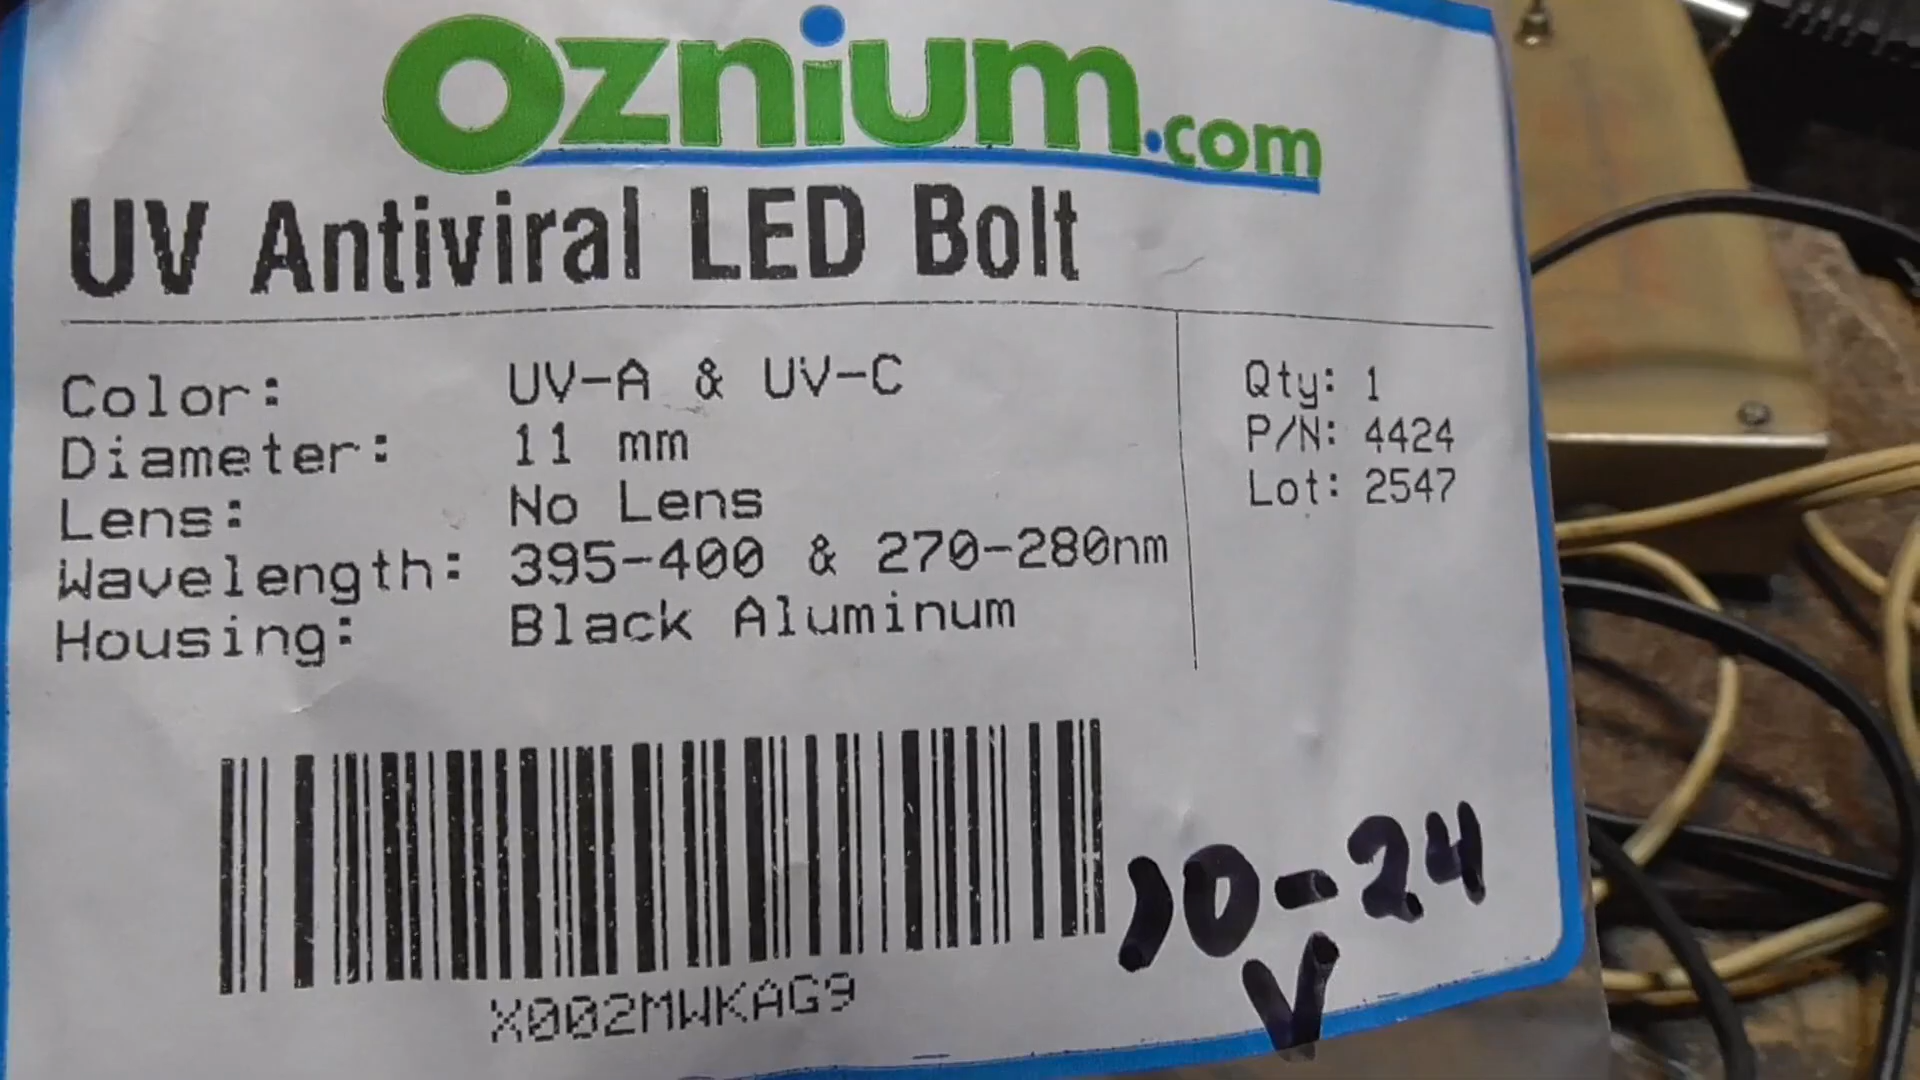 Oznium.com
UV Antiviral LED Bolt
Color: UV-A & UV-C
Diameter: 11 mm
Lens: No Lens
Wavelength: 395-400 & 270-280nm
Housing: Black Aluminum
Qty: 1
P/N: 4424
Lot: 2547
X002MWKAG9
10-24
V